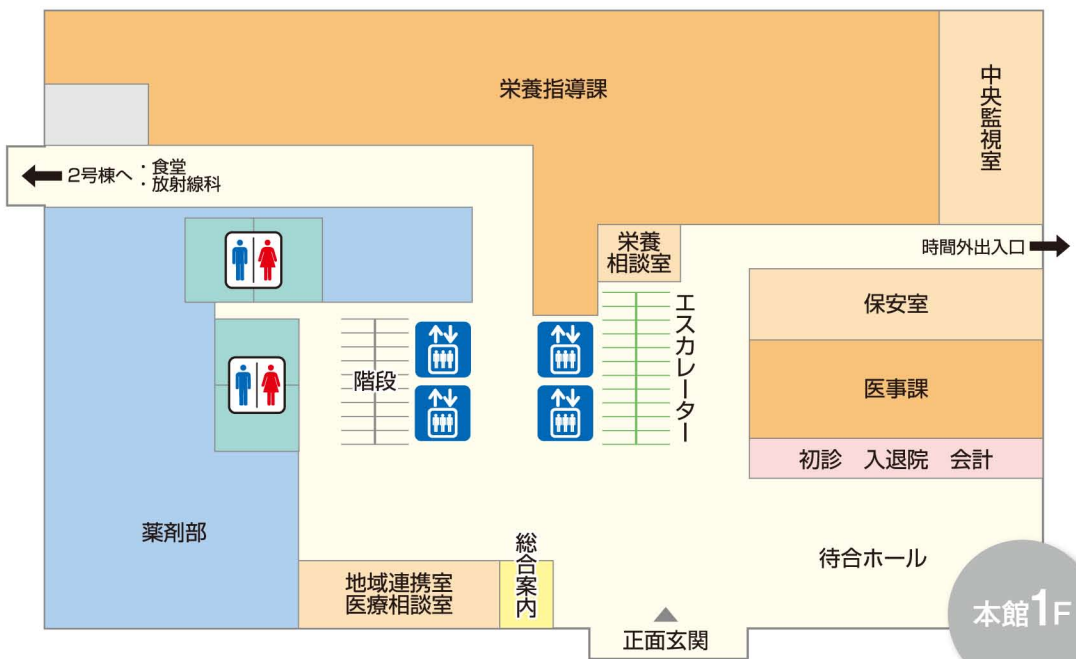 栄養指導課
中央監視室
2号棟へ
・食堂
・放射線科
栄養
相談室
時間外出入口
保安室
エスカレーター
階段
医事課
初診 入退院 会計
薬剤部
総合案内
待合ホール
地域連携室
医療相談室
正面玄関
本館1F